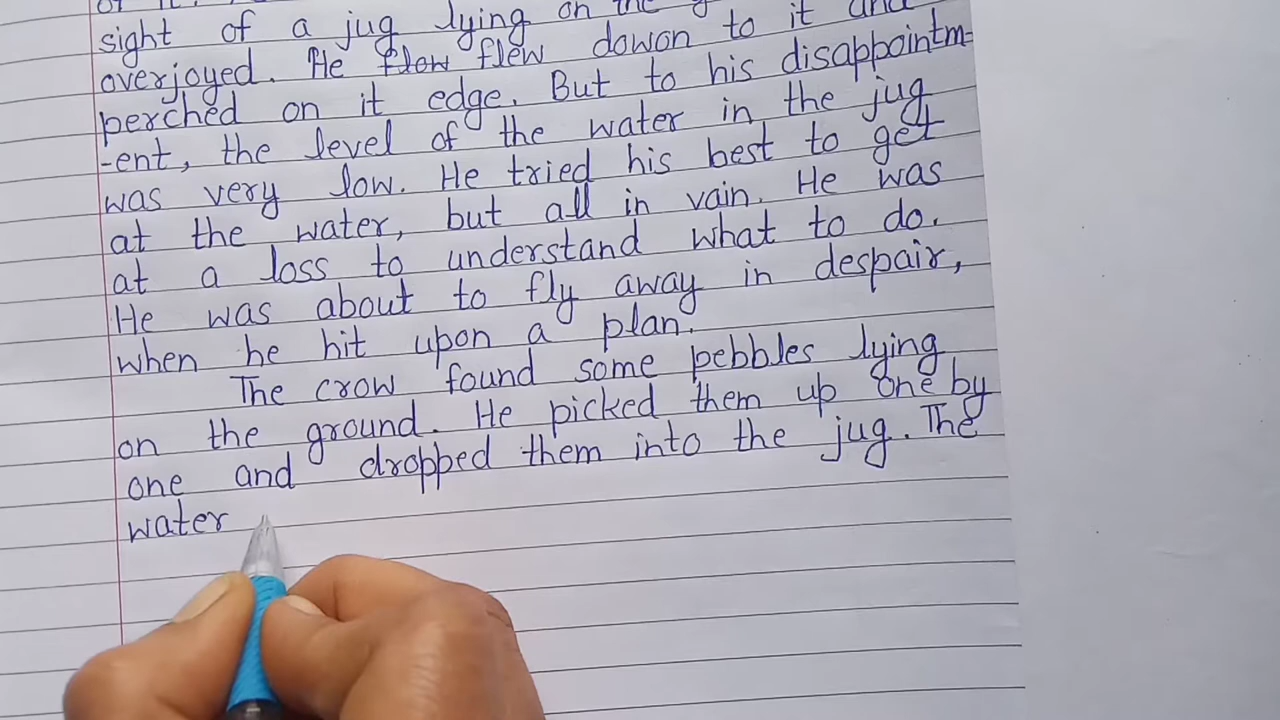 of it.
sight of a jug lying on the
overjoyed. He flow flew dowon to it and
perched on it edge. But to his disappointm-
-ent, the level of the water in the jug
was very low. He tried his best to get
at the water, but all in vain. He was
at a loss to understand what to do.
He was about to fly away in despair,
when he hit upon a plan.
The crow found some pebbles lying
on the ground. He picked them up one by
one and dropped them into the jug. The
water